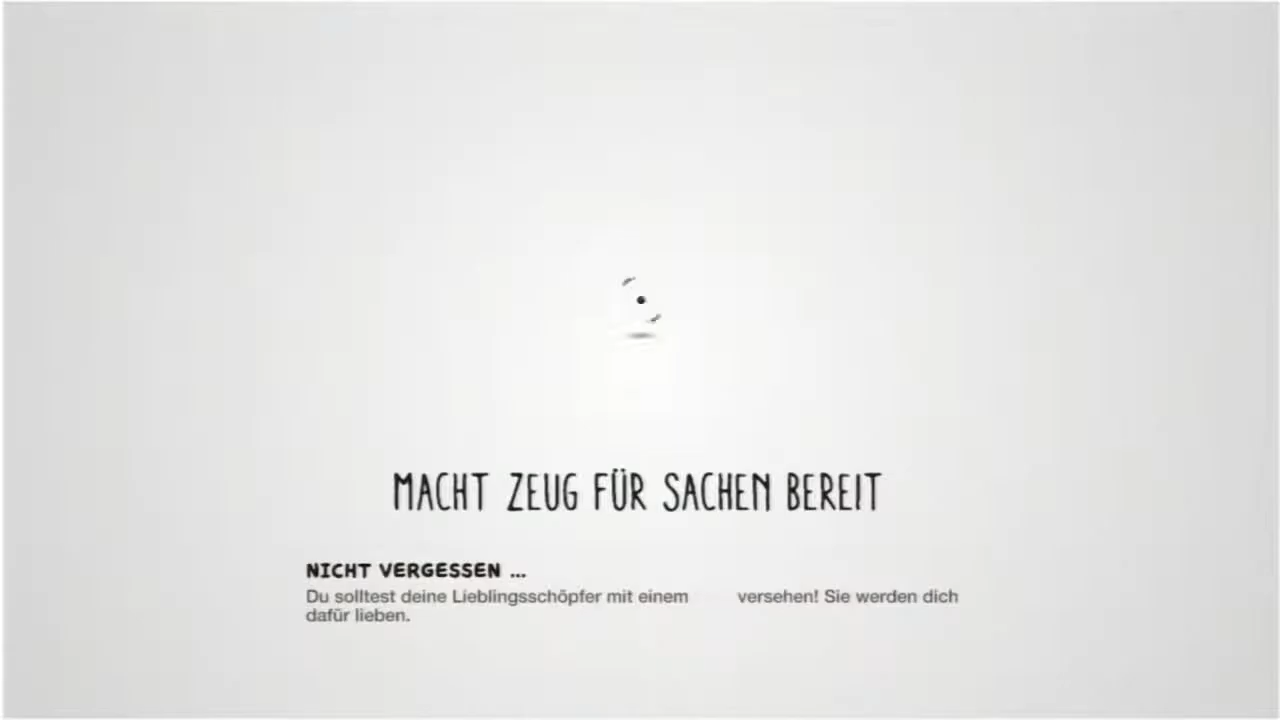 MACHT ZEUG FÜR SACHEN BEREIT
NICHT VERGESSEN ...
Du solltest deine Lieblingsschöpfer mit einem versehen! Sie werden dich
dafür lieben.